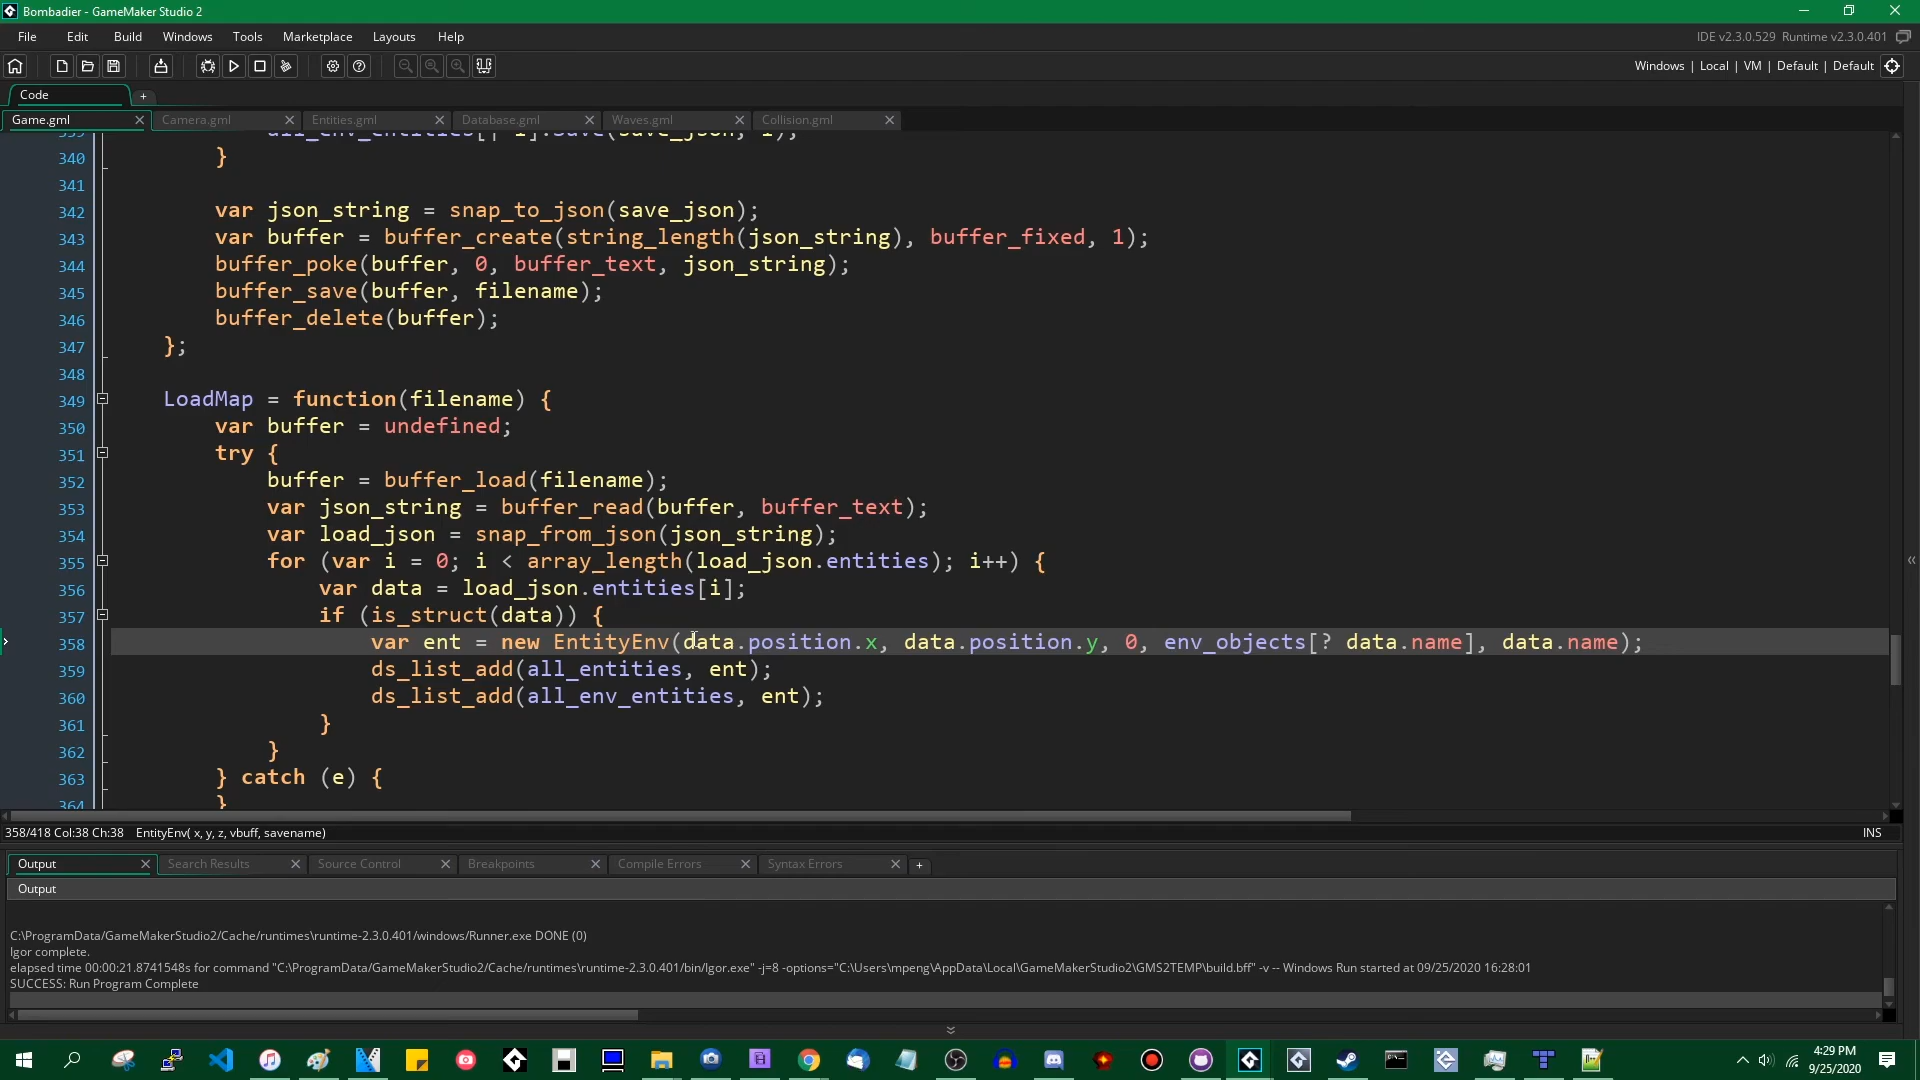 Bombadier - GameMaker Studio 2
File Edit Build Windows Tools Marketplace Layouts Help
IDE v2.3.0.529 Runtime v2.3.0.401
Windows | Local | VM | Default | Default
Code
Game.gml Camera.gml Entities.gml Database.gml Waves.gml Collision.gml
339 all_env_entities[| i].Save(save_json, i);
340 }
341
342 var json_string = snap_to_json(save_json);
343 var buffer = buffer_create(string_length(json_string), buffer_fixed, 1);
344 buffer_poke(buffer, 0, buffer_text, json_string);
345 buffer_save(buffer, filename);
346 buffer_delete(buffer);
347 };
348
349 LoadMap = function(filename) {
350 var buffer = undefined;
351 try {
352 buffer = buffer_load(filename);
353 var json_string = buffer_read(buffer, buffer_text);
354 var load_json = snap_from_json(json_string);
355 for (var i = 0; i < array_length(load_json.entities); i++) {
356 var data = load_json.entities[i];
357 if (is_struct(data)) {
358 var ent = new EntityEnv(data.position.x, data.position.y, 0, env_objects[? data.name], data.name);
359 ds_list_add(all_entities, ent);
360 ds_list_add(all_env_entities, ent);
361 }
362 }
363 } catch (e) {
364 }
358/418 Col:38 Ch:38 EntityEnv( x, y, z, vbuff, savename)
INS
Output Search Results Source Control Breakpoints Compile Errors Syntax Errors
Output
C:\ProgramData/GameMakerStudio2/Cache/runtimes\runtime-2.3.0.401/windows/Runner.exe DONE (0)
Igor complete.
elapsed time 00:00:21.8741548s for command "C:\ProgramData/GameMakerStudio2/Cache/runtimes\runtime-2.3.0.401/bin/Igor.exe" -j=8 -options="C:\Users\mpeng\AppData\Local\GameMakerStudio2\GMS2TEMP\build.bff" -v -- Windows Run started at 09/25/2020 16:28:01
SUCCESS: Run Program Complete
4:29 PM
9/25/2020